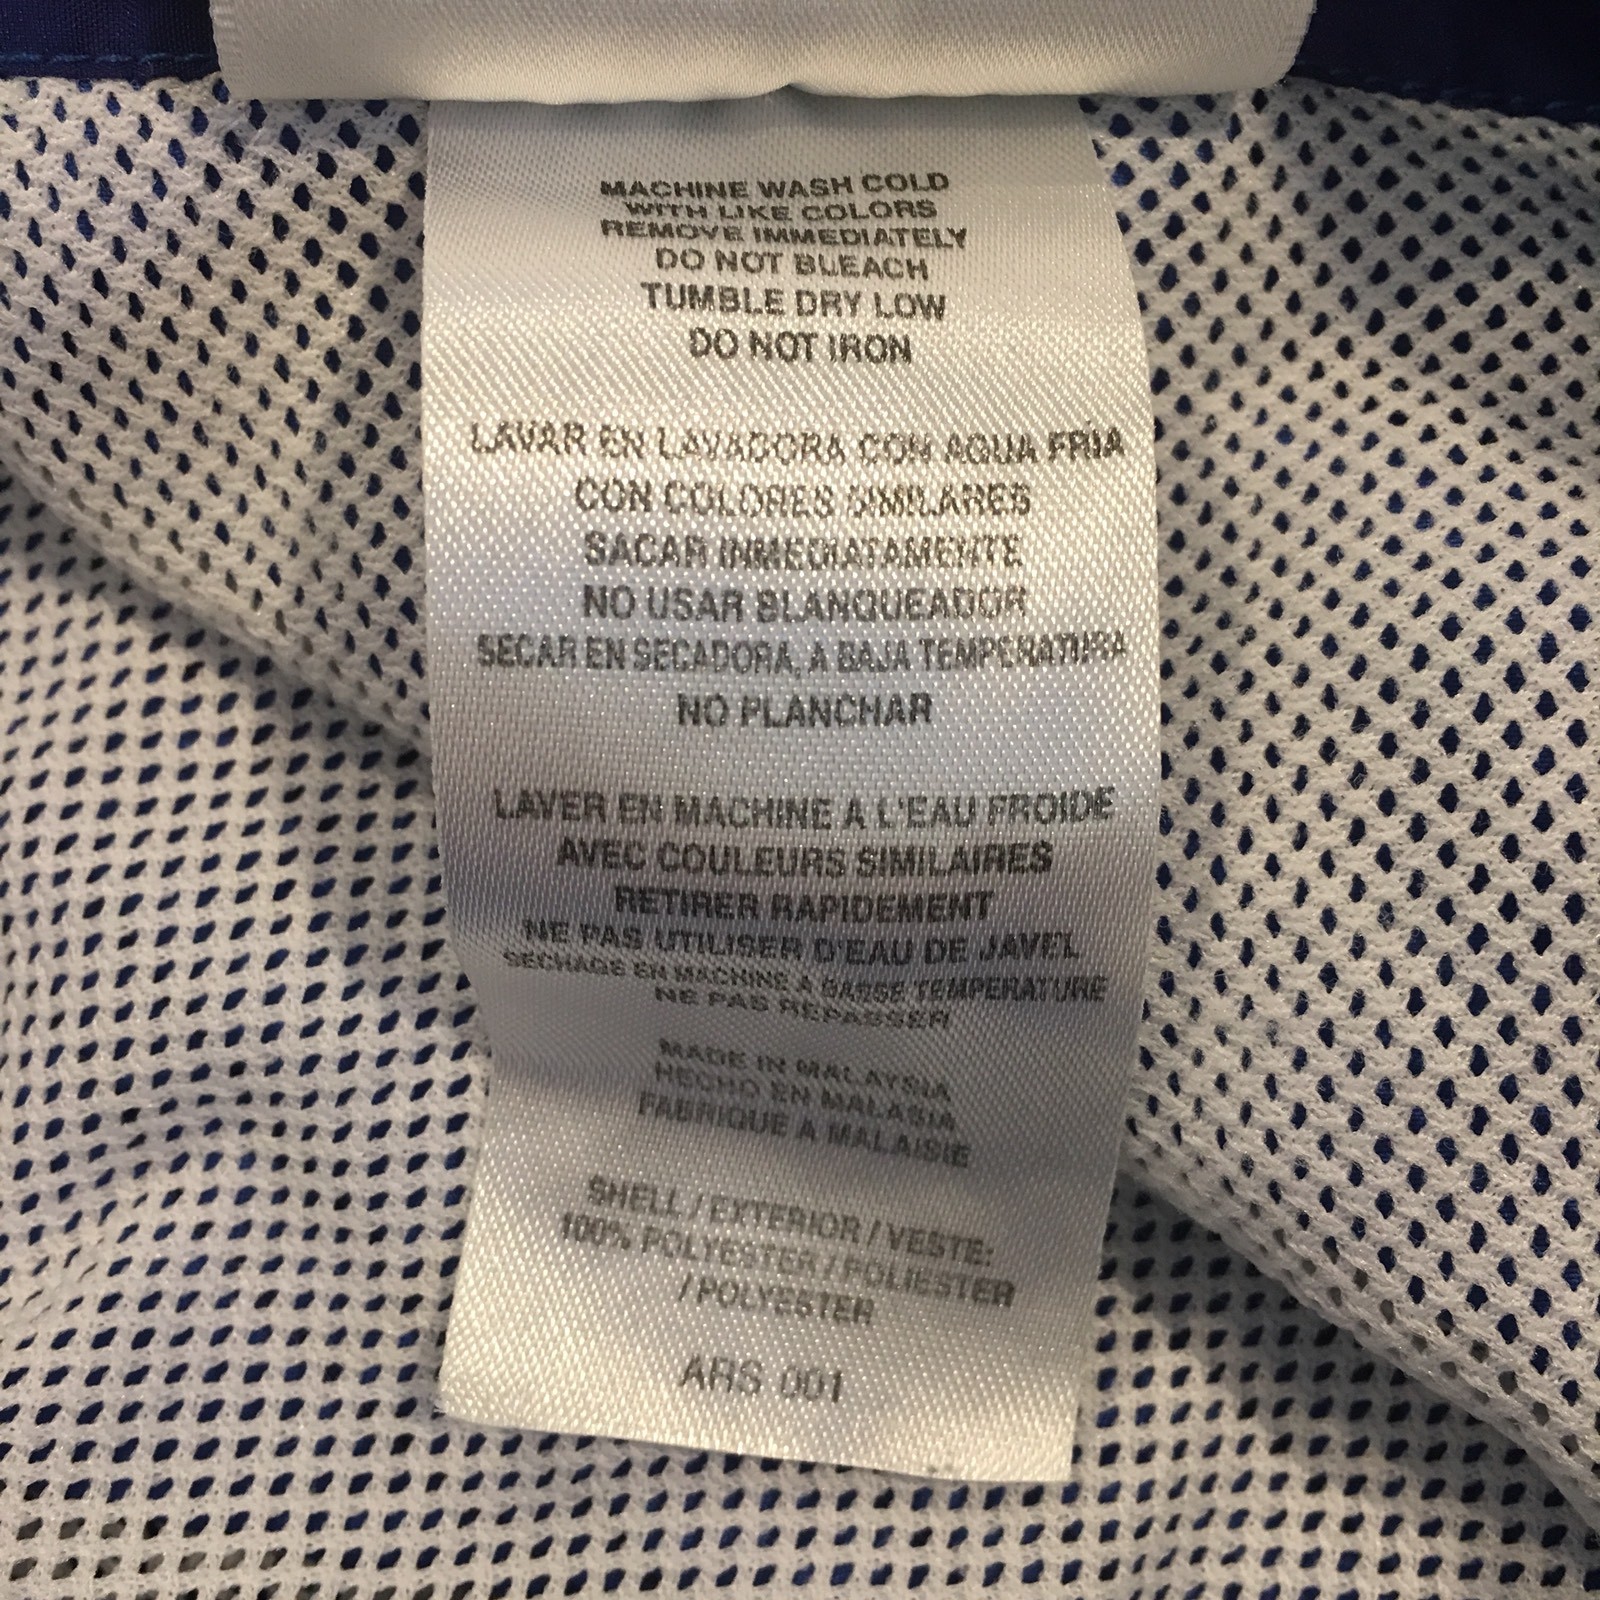 MACHINE WASH COLD
WITH LIKE COLORS
REMOVE IMMEDIATELY
DO NOT BLEACH
TUMBLE DRY LOW
DO NOT IRON
LAVAR EN LAVADORA CON AGUA FRÌA
CON COLORES SIMILARES
SACAR INMEDIATAMENTE
NO USAR BLANQUEADOR
SECAR EN SECADORA, A BAJA TEMPERATURA
NO PLANCHAR
LAVER EN MACHINE A L'EAU FROIDE
AVEC COULEURS SIMILAIRES
RETIRER RAPIDEMENT
NE PAS UTILISER D'EAU DE JAVEL
SECHAGE EN MACHINE A BASSE TEMPERATURE
NE PAS REPASSER
MADE IN MALAYSIA
HECHO EN MALASIA
FABRIQUE A MALAISIE
SHELL / EXTERIOR / VESTE:
100% POLYESTER / POLIESTER
/ POLYESTER
ARS 001